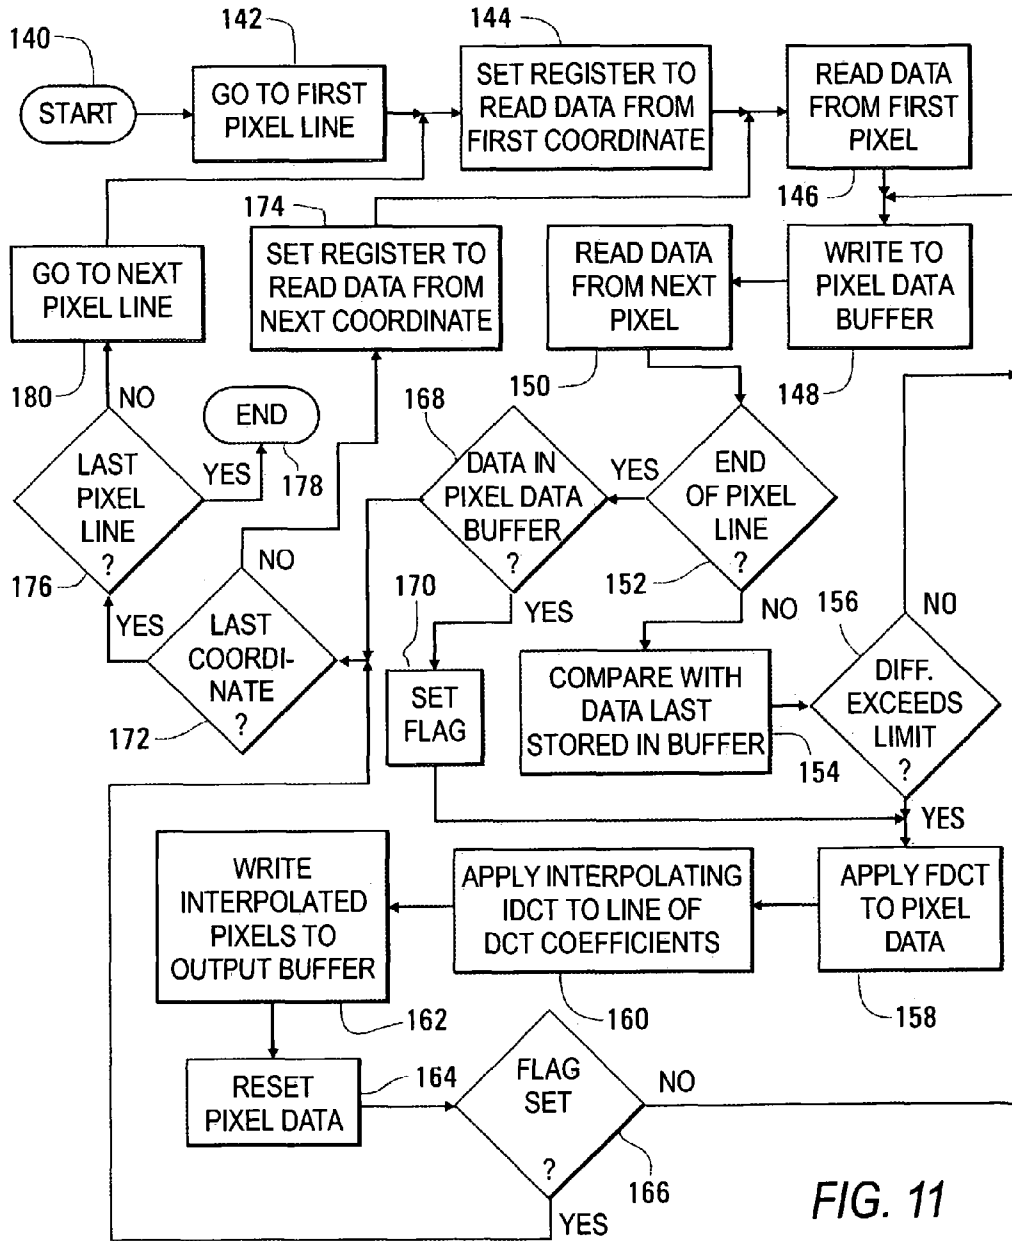 142
144
140
START
GO TO FIRST
PIXEL LINE
SET REGISTER TO
READ DATA FROM
FIRST COORDINATE
READ DATA
FROM FIRST
PIXEL
146
174
GO TO NEXT
PIXEL LINE
SET REGISTER TO
READ DATA FROM
NEXT COORDINATE
READ DATA
FROM NEXT
PIXEL
WRITE TO
PIXEL DATA
BUFFER
180
NO
END
178
168
150
148
LAST
PIXEL
LINE
?
YES
176
DATA IN
PIXEL DATA
BUFFER
?
YES
END
OF PIXEL
LINE
?
152
NO
YES
LAST
COORDI-
NATE
?
NO
172
170
YES
SET
FLAG
COMPARE WITH
DATA LAST
STORED IN BUFFER
154
156
NO
DIFF.
EXCEEDS
LIMIT
?
YES
WRITE
INTERPOLATED
PIXELS TO
OUTPUT BUFFER
APPLY INTERPOLATING
IDCT TO LINE OF
DCT COEFFICIENTS
APPLY FDCT
TO PIXEL
DATA
162
160
158
RESET
PIXEL DATA
164
FLAG
SET
?
NO
166
YES
FIG. 11